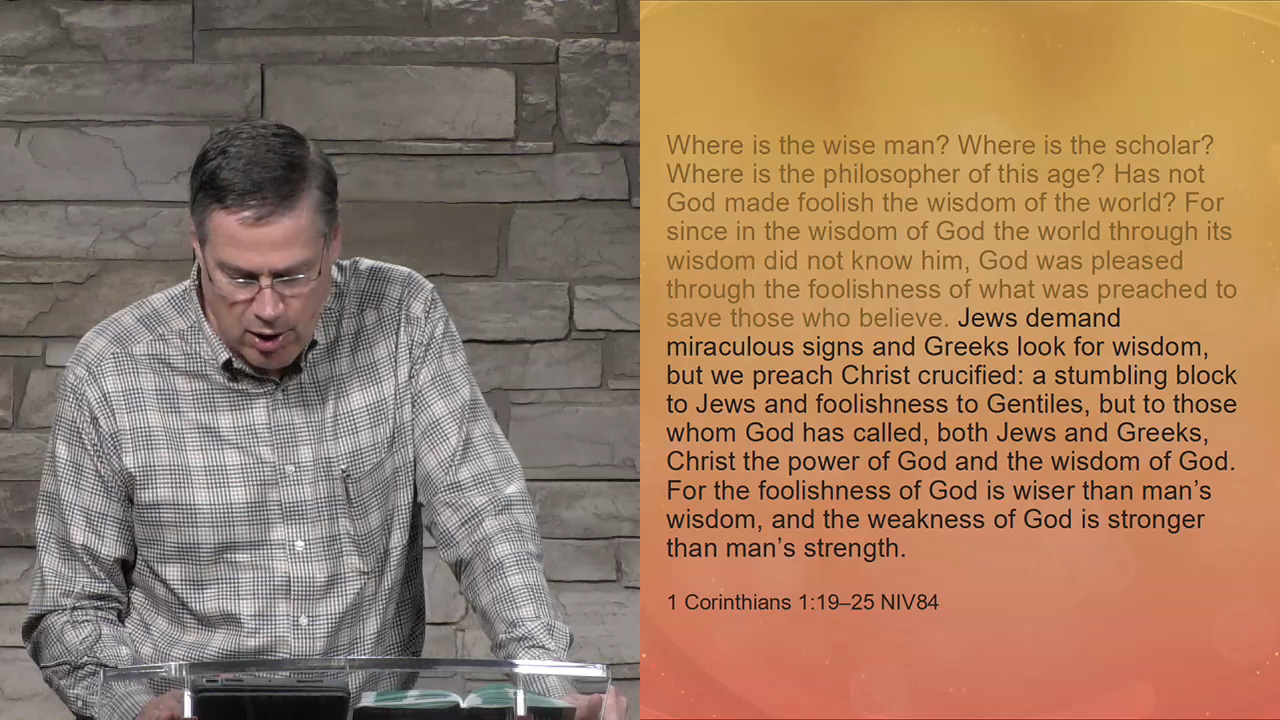 Where is the wise man? Where is the scholar?
Where is the philosopher of this age? Has not
God made foolish the wisdom of the world? For
since in the wisdom of God the world through its
wisdom did not know him, God was pleased
through the foolishness of what was preached to
save those who believe. Jews demand
miraculous signs and Greeks look for wisdom,
but we preach Christ crucified: a stumbling block
to Jews and foolishness to Gentiles, but to those
whom God has called, both Jews and Greeks,
Christ the power of God and the wisdom of God.
For the foolishness of God is wiser than man’s
wisdom, and the weakness of God is stronger
than man’s strength.
1 Corinthians 1:19–25 NIV84